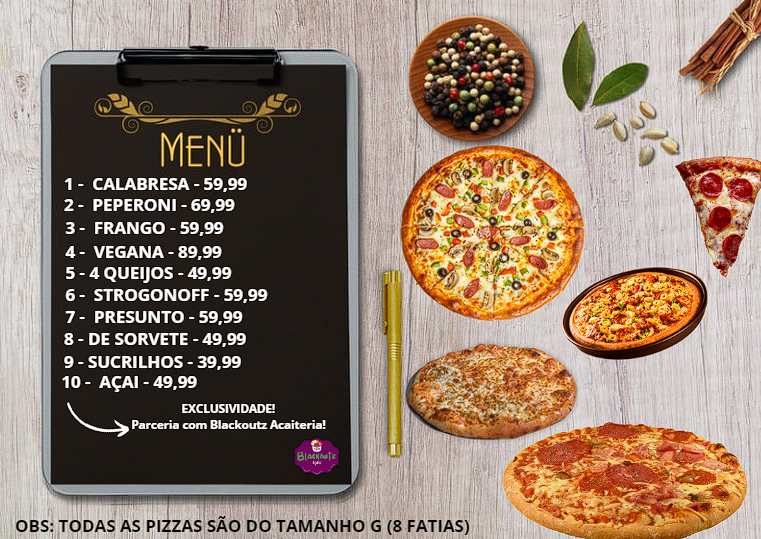 MENÜ
1 - CALABRESA - 59,99
2 - PEPERONI - 69,99
3 - FRANGO - 59,99
4 - VEGANA - 89,99
5 - 4 QUEIJOS - 49,99
6 - STROGONOFF - 59,99
7 - PRESUNTO - 59,99
8 - DE SORVETE - 49,99
9 - SUCRILHOS - 39,99
10 - AÇAI - 49,99
EXCLUSIVIDADE!
Parceria com Blackoutz Acaiteria!
BLACKOUTZ
AÇAÍ
OBS: TODAS AS PIZZAS SÃO DO TAMANHO G (8 FATIAS)